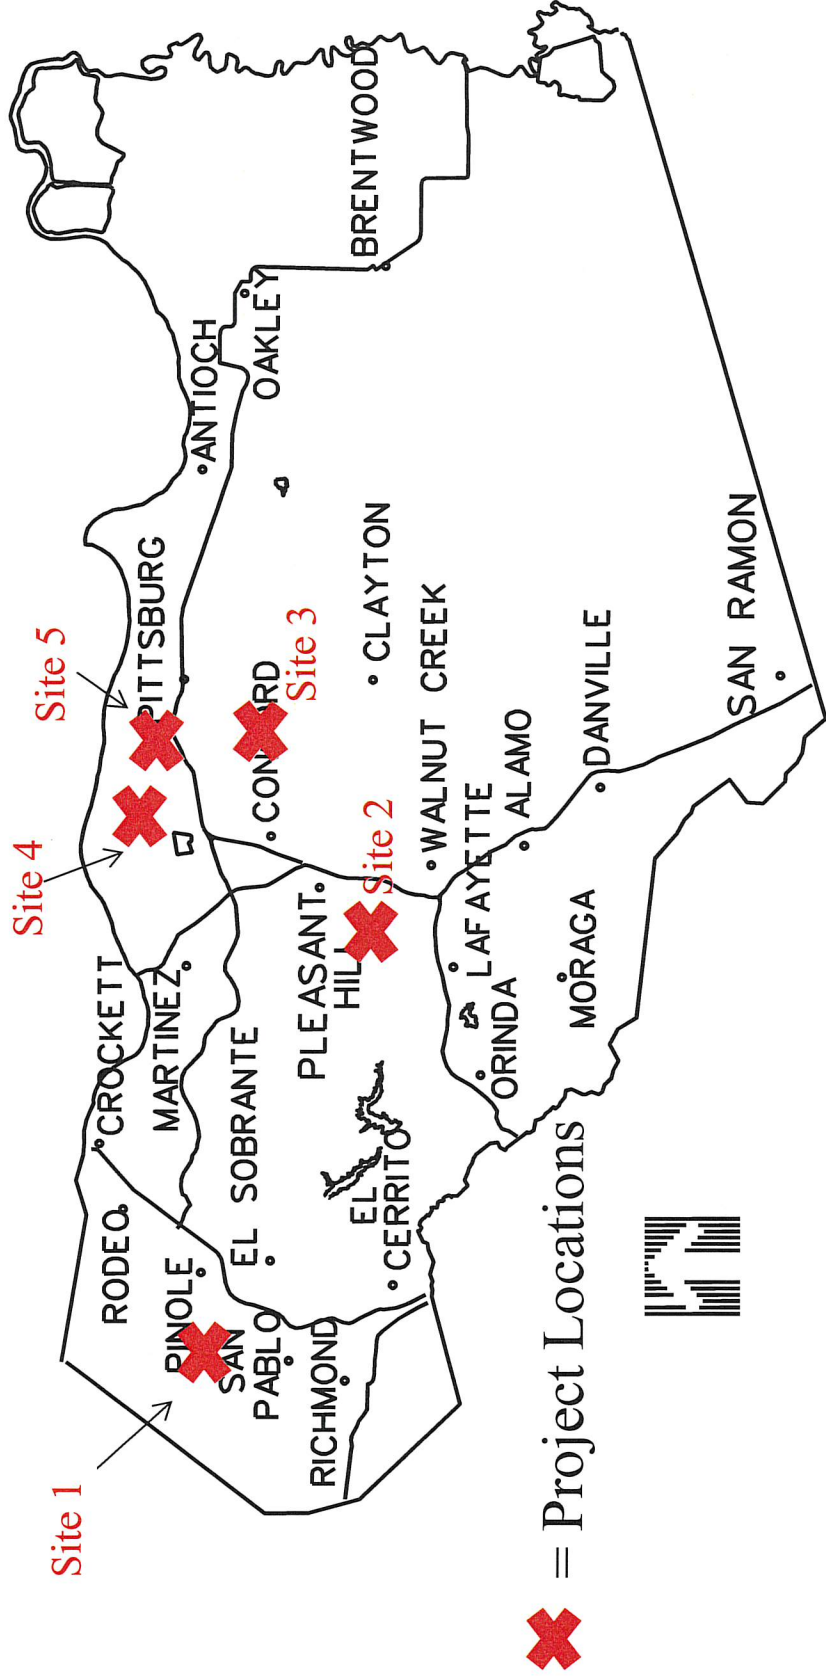 Site 1
Site 4
Site 5
RODEO
CROCKETT
PINOLE
MARTINEZ
PITTSBURG
ANTIOCH
SAN
PABLO
EL SOBRANTE
CON RD
Site 3
OAKLEY
RICHMOND
PLEASANT
HILL
Site 2
CLAYTON
BRENTWOOD
EL
CERRITO
WALNUT CREEK
LAFAYETTE
ORINDA
ALAMO
MORAGA
DANVILLE
SAN RAMON
= Project Locations